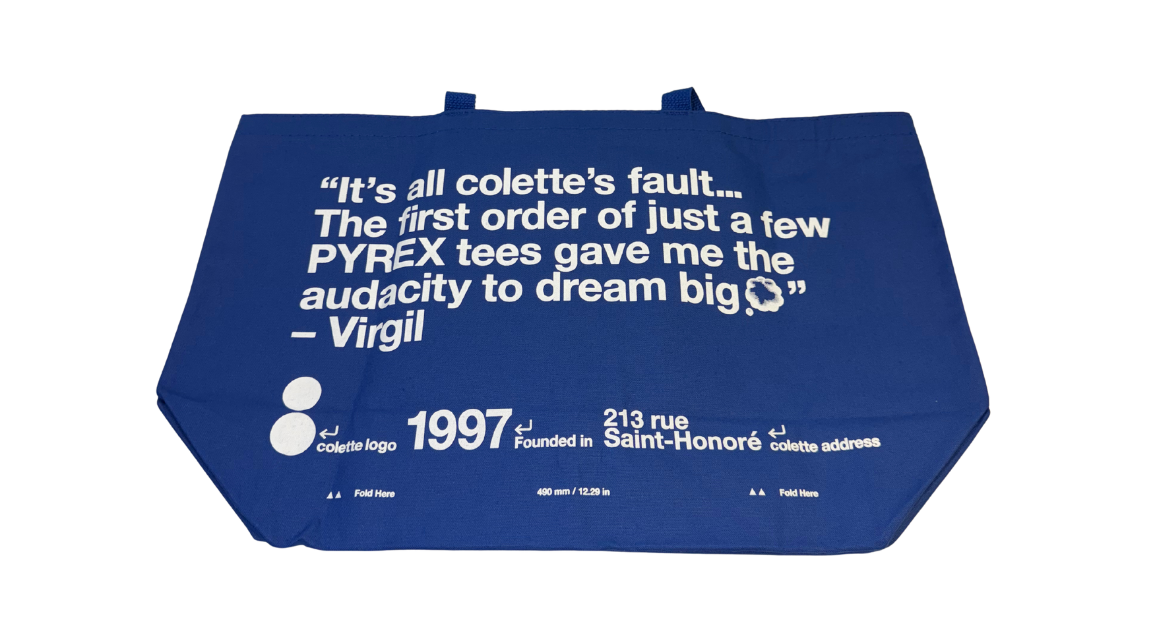 “It’s all colette’s fault...
The first order of just a few
PYREX tees gave me the
audacity to dream big.”
– Virgil
colette logo
1997
Founded in
213 rue
Saint-Honoré
colette address
Fold Here
490 mm / 12.29 in
Fold Here